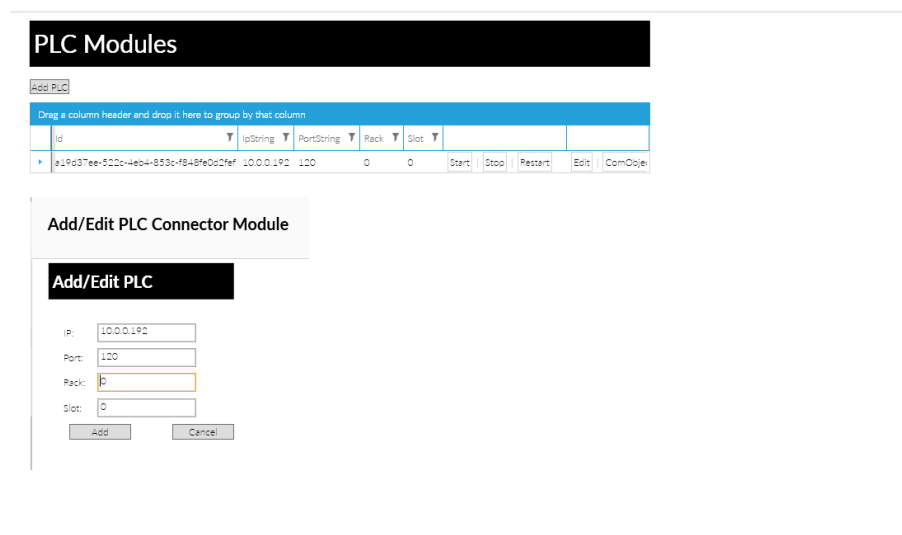 PLC Modules
Add PLC
Drag a column header and drop it here to group by that column
Id IpString PortString Rack Slot
a19d37ee-522c-4eb4-853c-f848fe0d2fef 10.0.0.192 120 0 0 Start | Stop | Restart Edit | ComObje
Add/Edit PLC Connector Module
Add/Edit PLC
IP: 10.0.0.192
Port: 120
Rack: 0
Slot: 0
Add Cancel